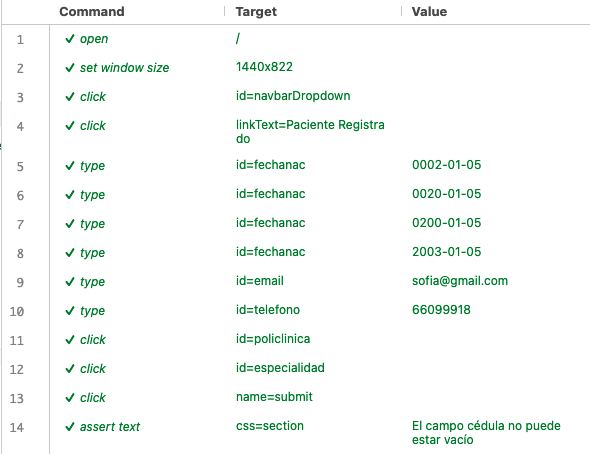 Command Target Value
1 ✓ open /
2 ✓ set window size 1440x822
3 ✓ click id=navbarDropdown
4 ✓ click linkText=Paciente Registra
do
5 ✓ type id=fechanac 0002-01-05
6 ✓ type id=fechanac 0020-01-05
7 ✓ type id=fechanac 0200-01-05
8 ✓ type id=fechanac 2003-01-05
9 ✓ type id=email sofia@gmail.com
10 ✓ type id=telefono 66099918
11 ✓ click id=policlinica
12 ✓ click id=especialidad
13 ✓ click name=submit
14 ✓ assert text css=section El campo cédula no puede
estar vacío